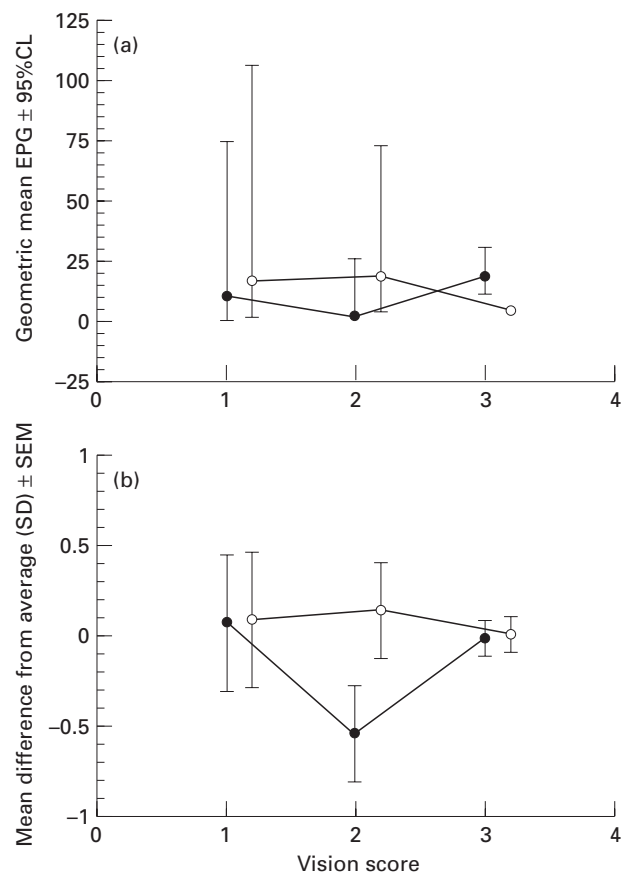 Geometric mean EPG ± 95%CL
125
(a)
100
75
50
25
0
−25
0 1 2 3 4
Mean difference from average (SD) ± SEM
1
(b)
0.5
0
−0.5
−1
0 1 2 3 4
Vision score